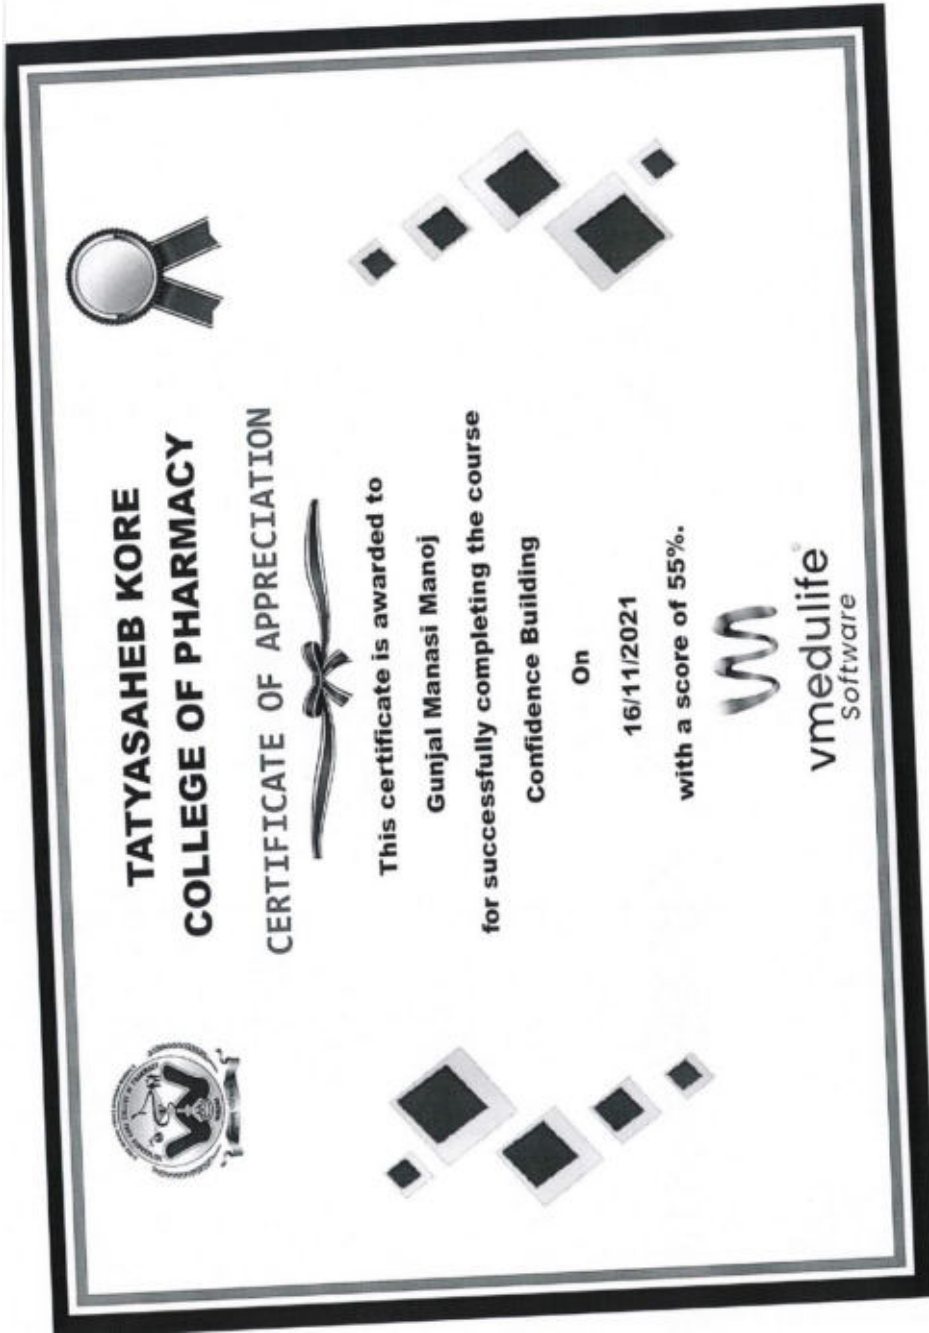 TATYASAHEB KORE
COLLEGE OF PHARMACY
CERTIFICATE OF APPRECIATION
This certificate is awarded to
Gunjal Manasi Manoj
for successfully completing the course
Confidence Building
On
16/11/2021
with a score of 55%.
vmedulife
Software